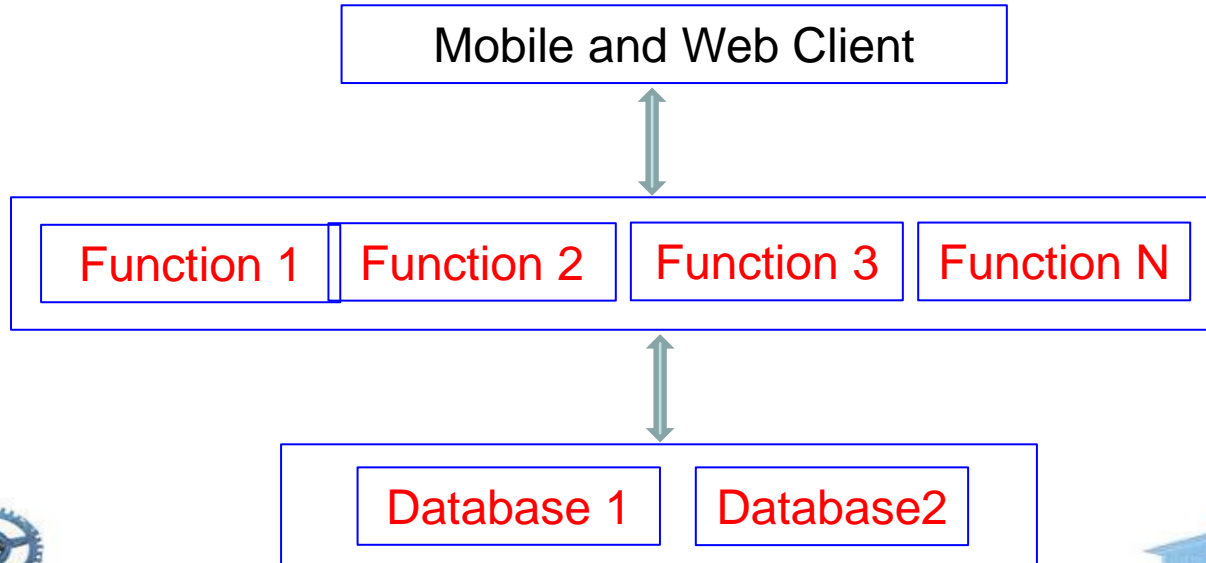 Mobile and Web Client
Function 1 Function 2 Function 3 Function N
Database 1 Database2